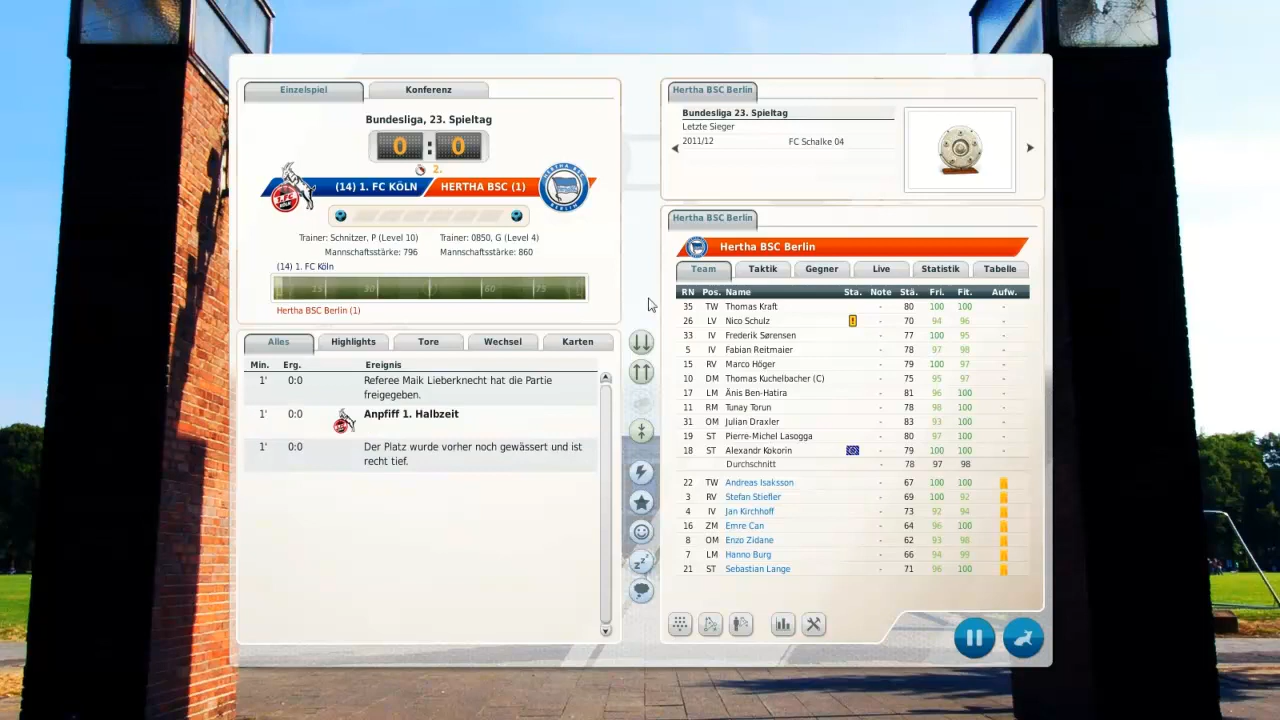 Einzelspiel
Konferenz
Bundesliga, 23. Spieltag
0 : 0
2.
(14) 1. FC KÖLN
HERTHA BSC (1)
Trainer: Schnitzer, P (Level 10)
Trainer: 0850, G (Level 4)
Mannschaftsstärke: 796
Mannschaftsstärke: 860
(14) 1. FC Köln
15 30 60 75
Hertha BSC Berlin (1)
Alles Highlights Tore Wechsel Karten
Min. Erg. Ereignis
1' 0:0 Referee Maik Lieberknecht hat die Partie
freigegeben.
1' 0:0 Anpfiff 1. Halbzeit
1' 0:0 Der Platz wurde vorher noch gewässert und ist
recht tief.
Hertha BSC Berlin
Bundesliga 23. Spieltag
Letzte Sieger
2011/12 FC Schalke 04
Hertha BSC Berlin
Hertha BSC Berlin
Team Taktik Gegner Live Statistik Tabelle
RN Pos. Name Sta. Note Stä. Fri. Fit. Aufw.
35 TW Thomas Kraft - 80 100 100 -
26 LV Nico Schulz ! - 70 94 96 -
33 IV Frederik Sørensen - 77 100 95 -
5 IV Fabian Reitmaier - 78 97 98 -
15 RV Marco Höger - 79 100 97 -
10 DM Thomas Kuchelbacher (C) - 75 95 97 -
17 LM Änis Ben-Hatira - 81 96 100 -
11 RM Tunay Torun - 78 98 100 -
31 OM Julian Draxler - 83 93 100 -
19 ST Pierre-Michel Lasogga - 80 97 100 -
18 ST Alexandr Kokorin - 79 100 100 -
Durchschnitt - 78 97 98
22 TW Andreas Isaksson - 67 100 100
3 RV Stefan Stiefler - 69 100 92
4 IV Jan Kirchhoff - 73 92 94
16 ZM Emre Can - 64 96 100
8 OM Enzo Zidane - 62 93 98
7 LM Hanno Burg - 66 94 99
21 ST Sebastian Lange - 71 96 100